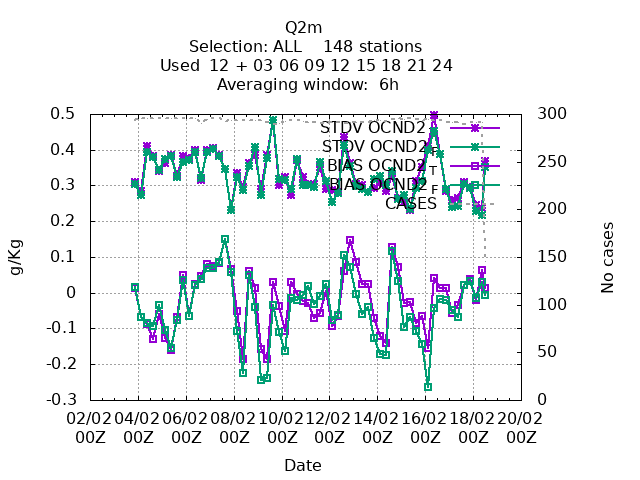 Q2m
Selection: ALL    148 stations
Used  12 + 03 06 09 12 15 18 21 24
Averaging window:  6h
0.5
0.4
0.3
0.2
0.1
0
-0.1
-0.2
-0.3
300
250
200
150
100
50
0
STDV OCND2
STDV OCND2 F
BIAS OCND2 T
BIAS OCND2 F
CASES
g/Kg
No cases
02/02 04/02 06/02 08/02 10/02 12/02 14/02 16/02 18/02 20/02
00Z 00Z 00Z 00Z 00Z 00Z 00Z 00Z 00Z 00Z
Date